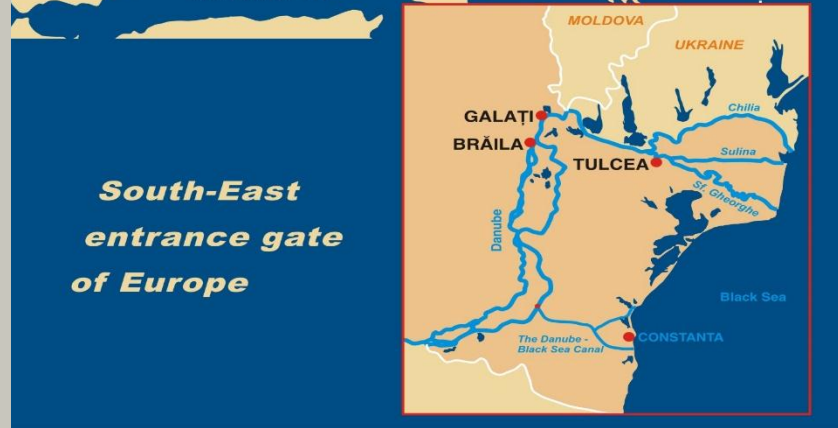 South-East
entrance gate
of Europe
MOLDOVA
UKRAINE
GALAȚI
BRĂILA
TULCEA
Chilia
Sulina
Sf. Gheorghe
Danube
Black Sea
The Danube -
Black Sea Canal
CONSTANTA